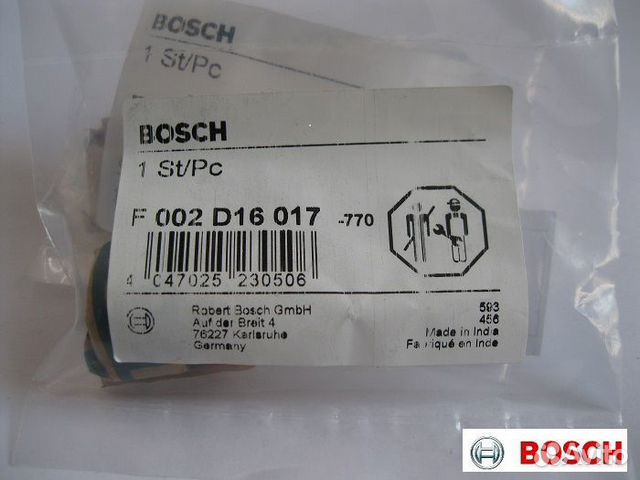 BOSCH
1 St/Pc
BOSCH
1 St/Pc
F 002 D16 017 -770
4 047025 230506
Robert Bosch GmbH
Auf der Breit 4
76227 Karlsruhe
Germany
593
456
Made in India
Fabriqué en Inde
BOSCH
Avito